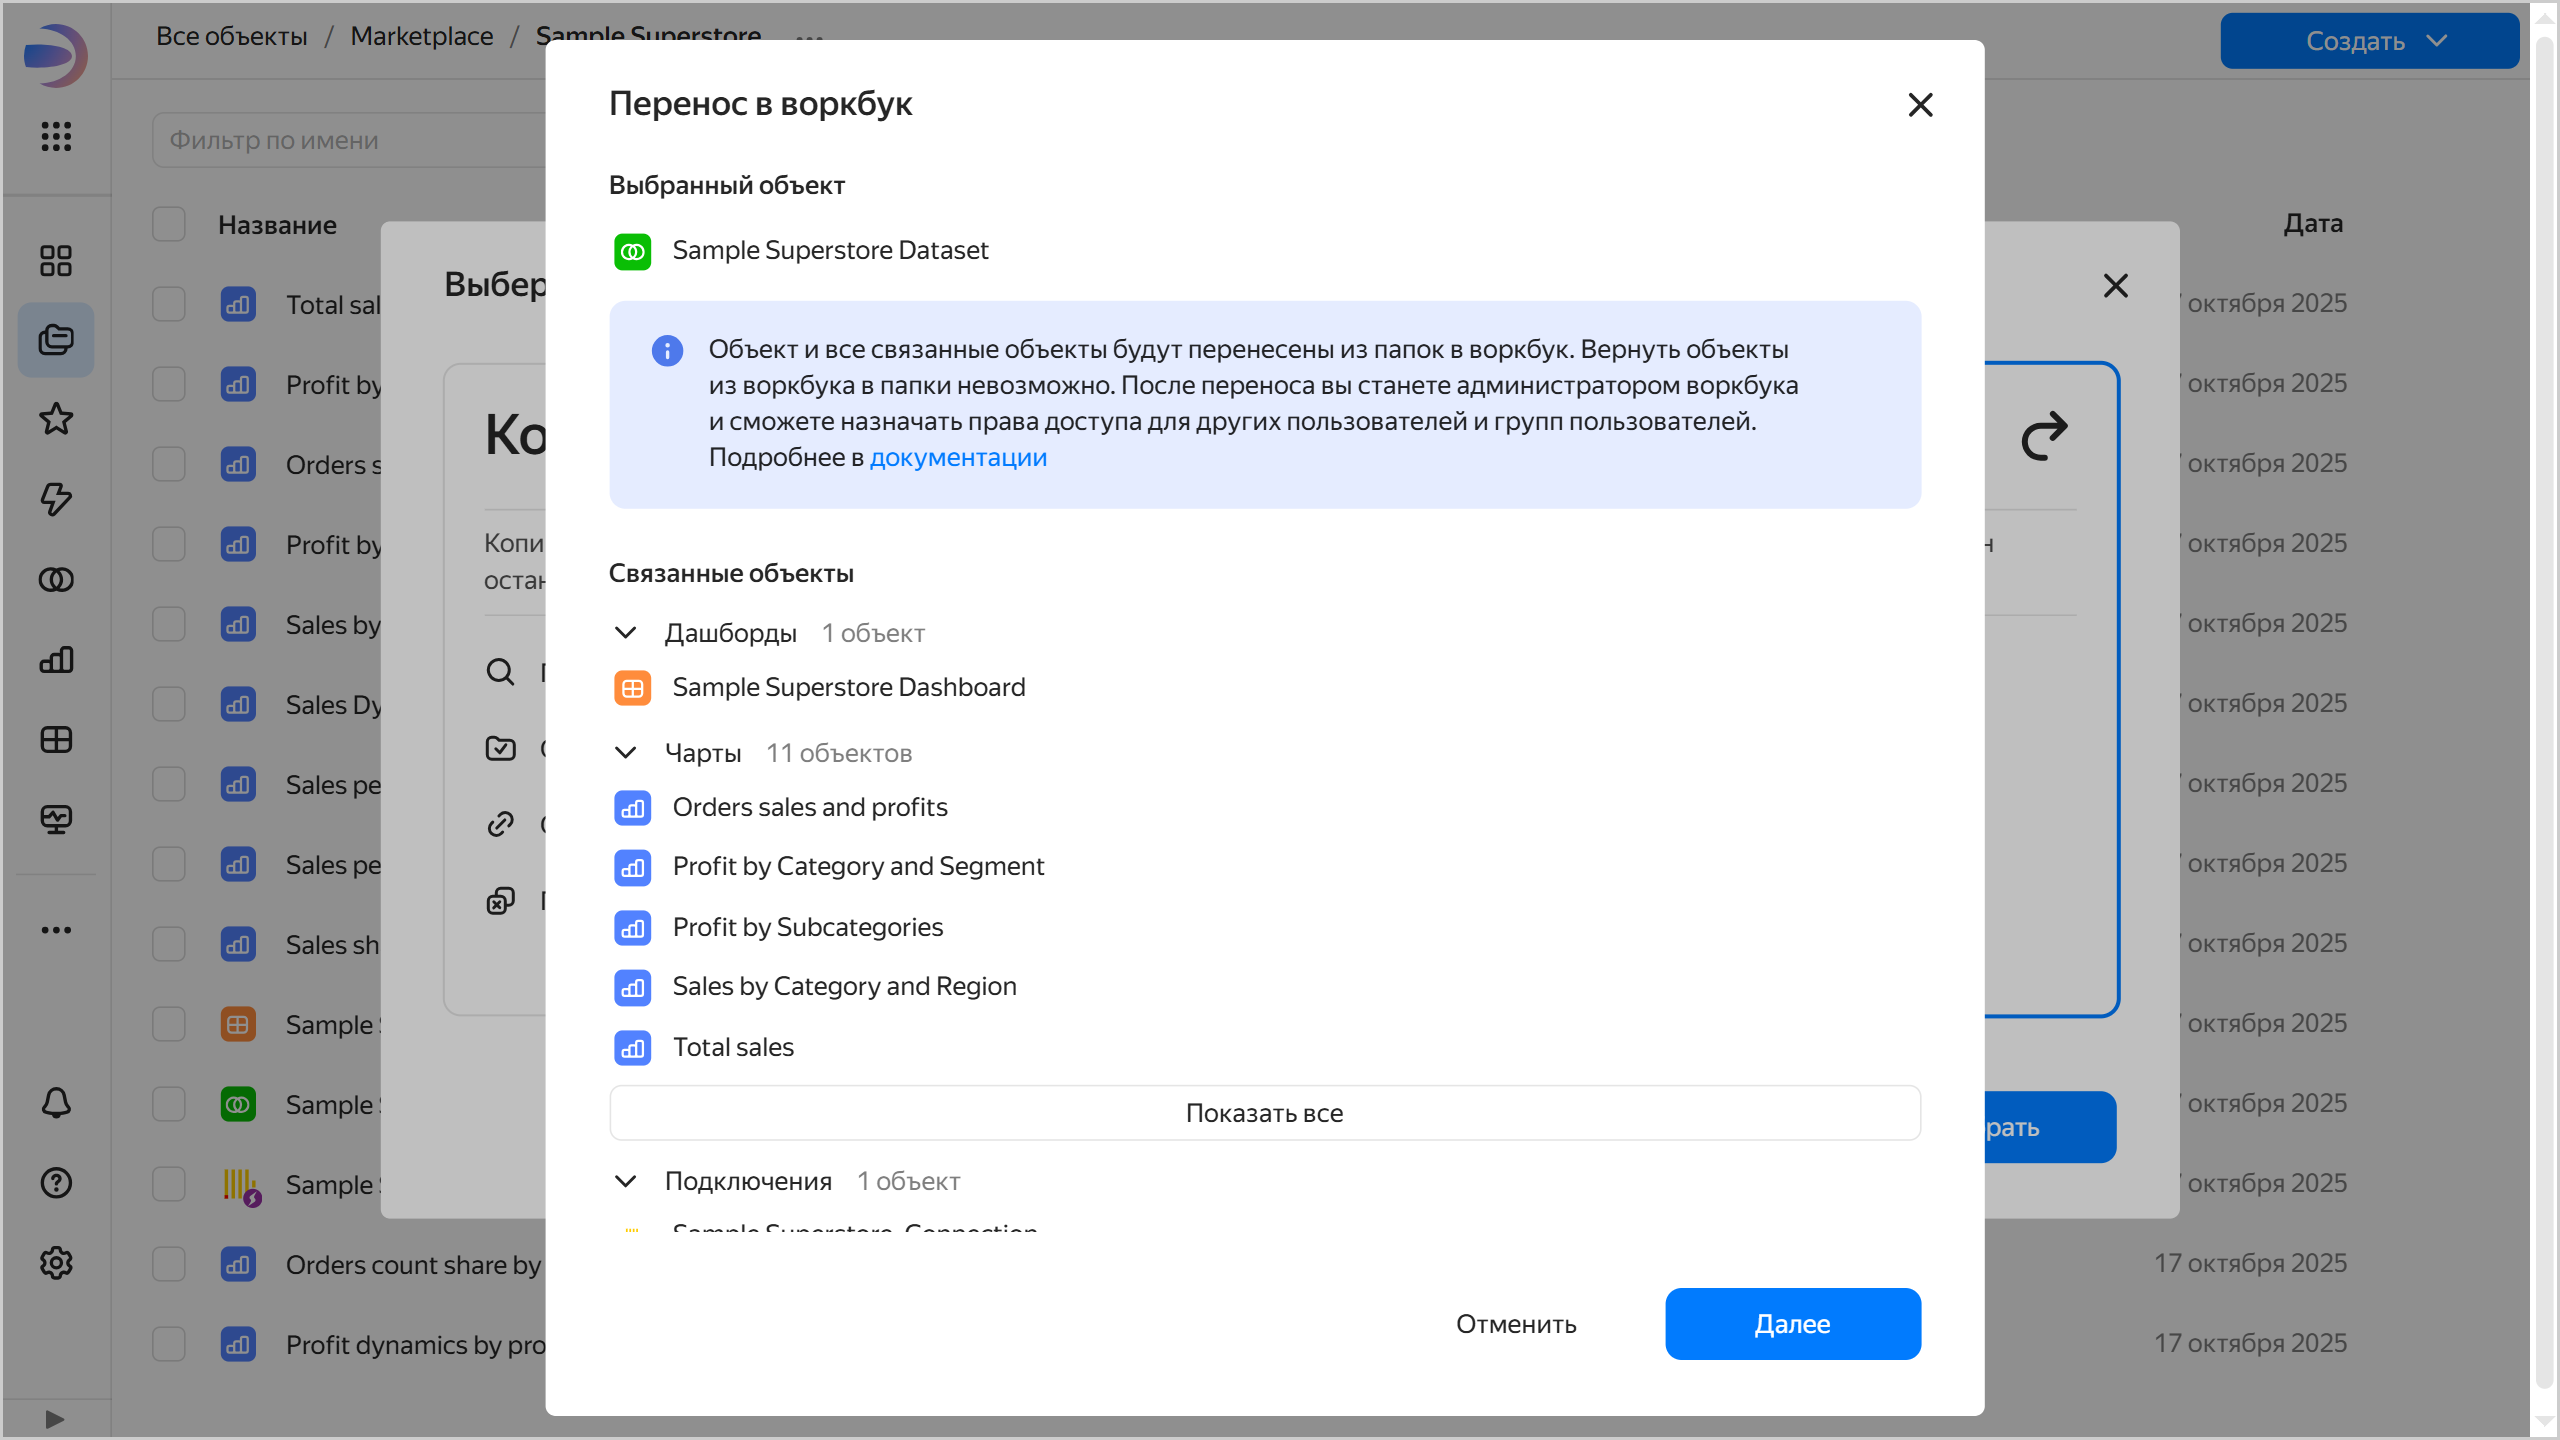 Все объекты / Marketplace / Sample Superstore ...
Создать
Фильтр по имени
Название
Дата
Total sal
Profit by
Orders s
Profit by
Sales by
Sales Dy
Sales pe
Sales pe
Sales sh
Sample
Sample
Sample
Orders count share by
Profit dynamics by pro
Выбер
Ко
Копи
остан
Перенос в воркбук
Выбранный объект
Sample Superstore Dataset
Объект и все связанные объекты будут перенесены из папок в воркбук. Вернуть объекты
из воркбука в папки невозможно. После переноса вы станете администратором воркбука
и сможете назначать права доступа для других пользователей и групп пользователей.
Подробнее в документации
Связанные объекты
Дашборды 1 объект
Sample Superstore Dashboard
Чарты 11 объектов
Orders sales and profits
Profit by Category and Segment
Profit by Subcategories
Sales by Category and Region
Total sales
Показать все
Подключения 1 объект
Sample Superstore Connection
Отменить
Далее
рать
октября 2025
октября 2025
октября 2025
октября 2025
октября 2025
октября 2025
октября 2025
октября 2025
октября 2025
октября 2025
октября 2025
октября 2025
17 октября 2025
17 октября 2025